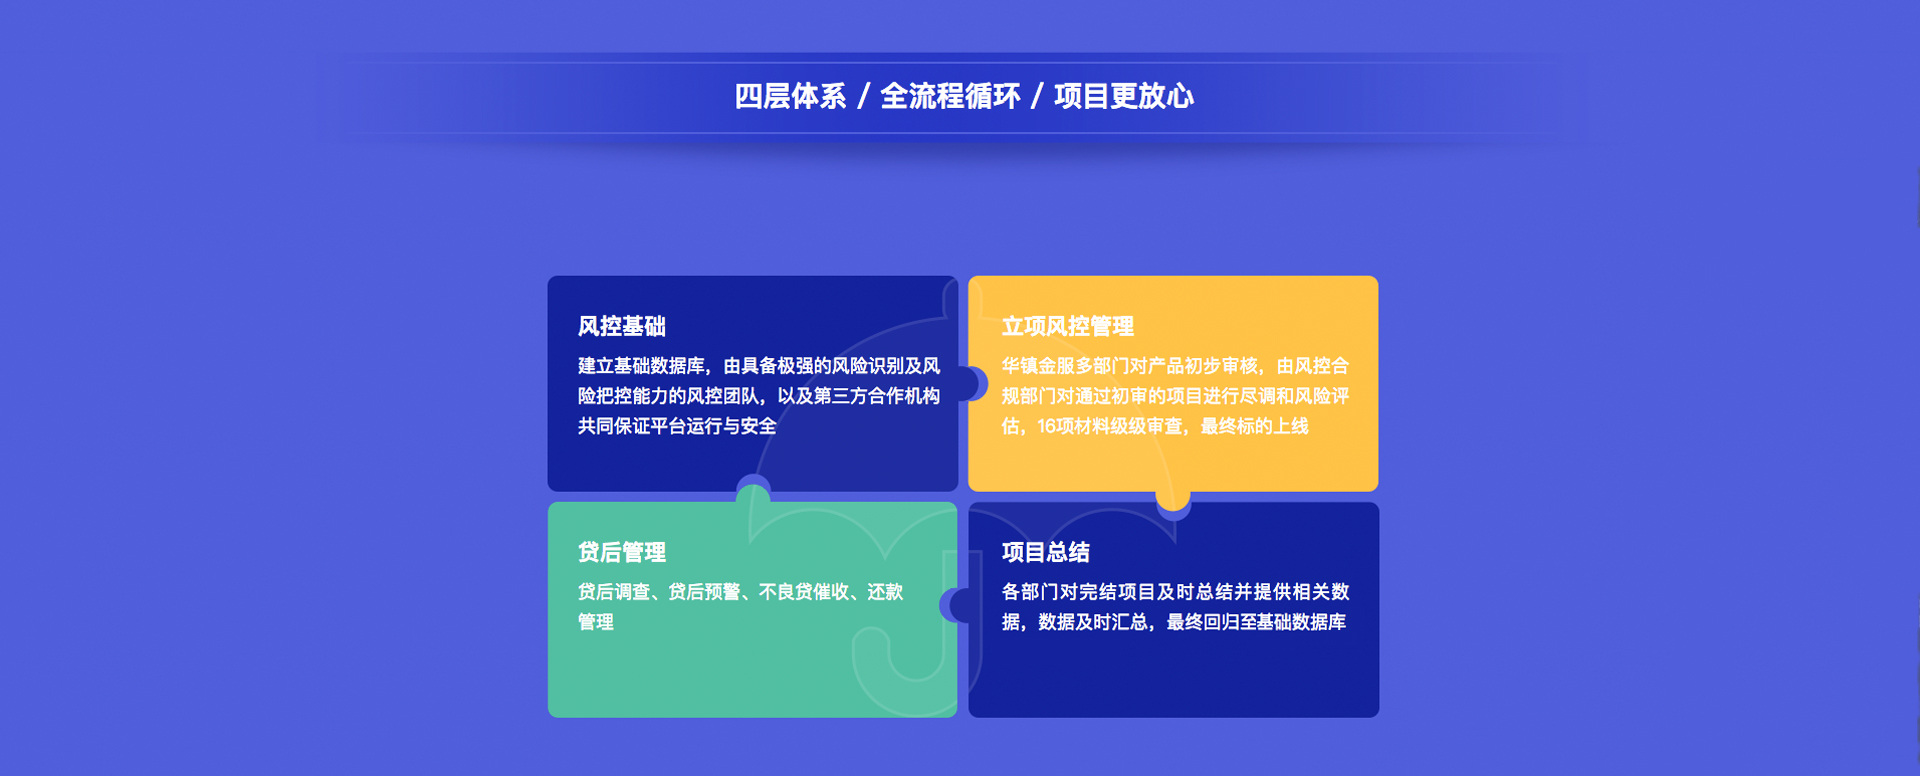 四层体系 / 全流程循环 / 项目更放心
风控基础
建立基础数据库，由具备极强的风险识别及风
险把控能力的风控团队，以及第三方合作机构
共同保证平台运行与安全
立项风控管理
华镇金服多部门对产品初步审核，由风控合
规部门对通过初审的项目进行尽调和风险评
估，16项材料级级审查，最终标的上线
贷后管理
贷后调查、贷后预警、不良贷催收、还款
管理
项目总结
各部门对完结项目及时总结并提供相关数
据，数据及时汇总，最终回归至基础数据库